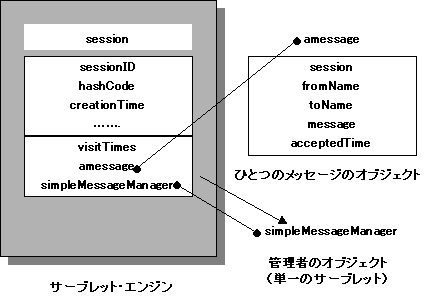 session
sessionID
hashCode
creationTime
…….
visitTimes
amessage
simpleMessageManager
サーブレット・エンジン
amessage
session
fromName
toName
message
acceptedTime
ひとつのメッセージのオブジェクト
simpleMessageManager
管理者のオブジェクト
（単一のサーブレット）